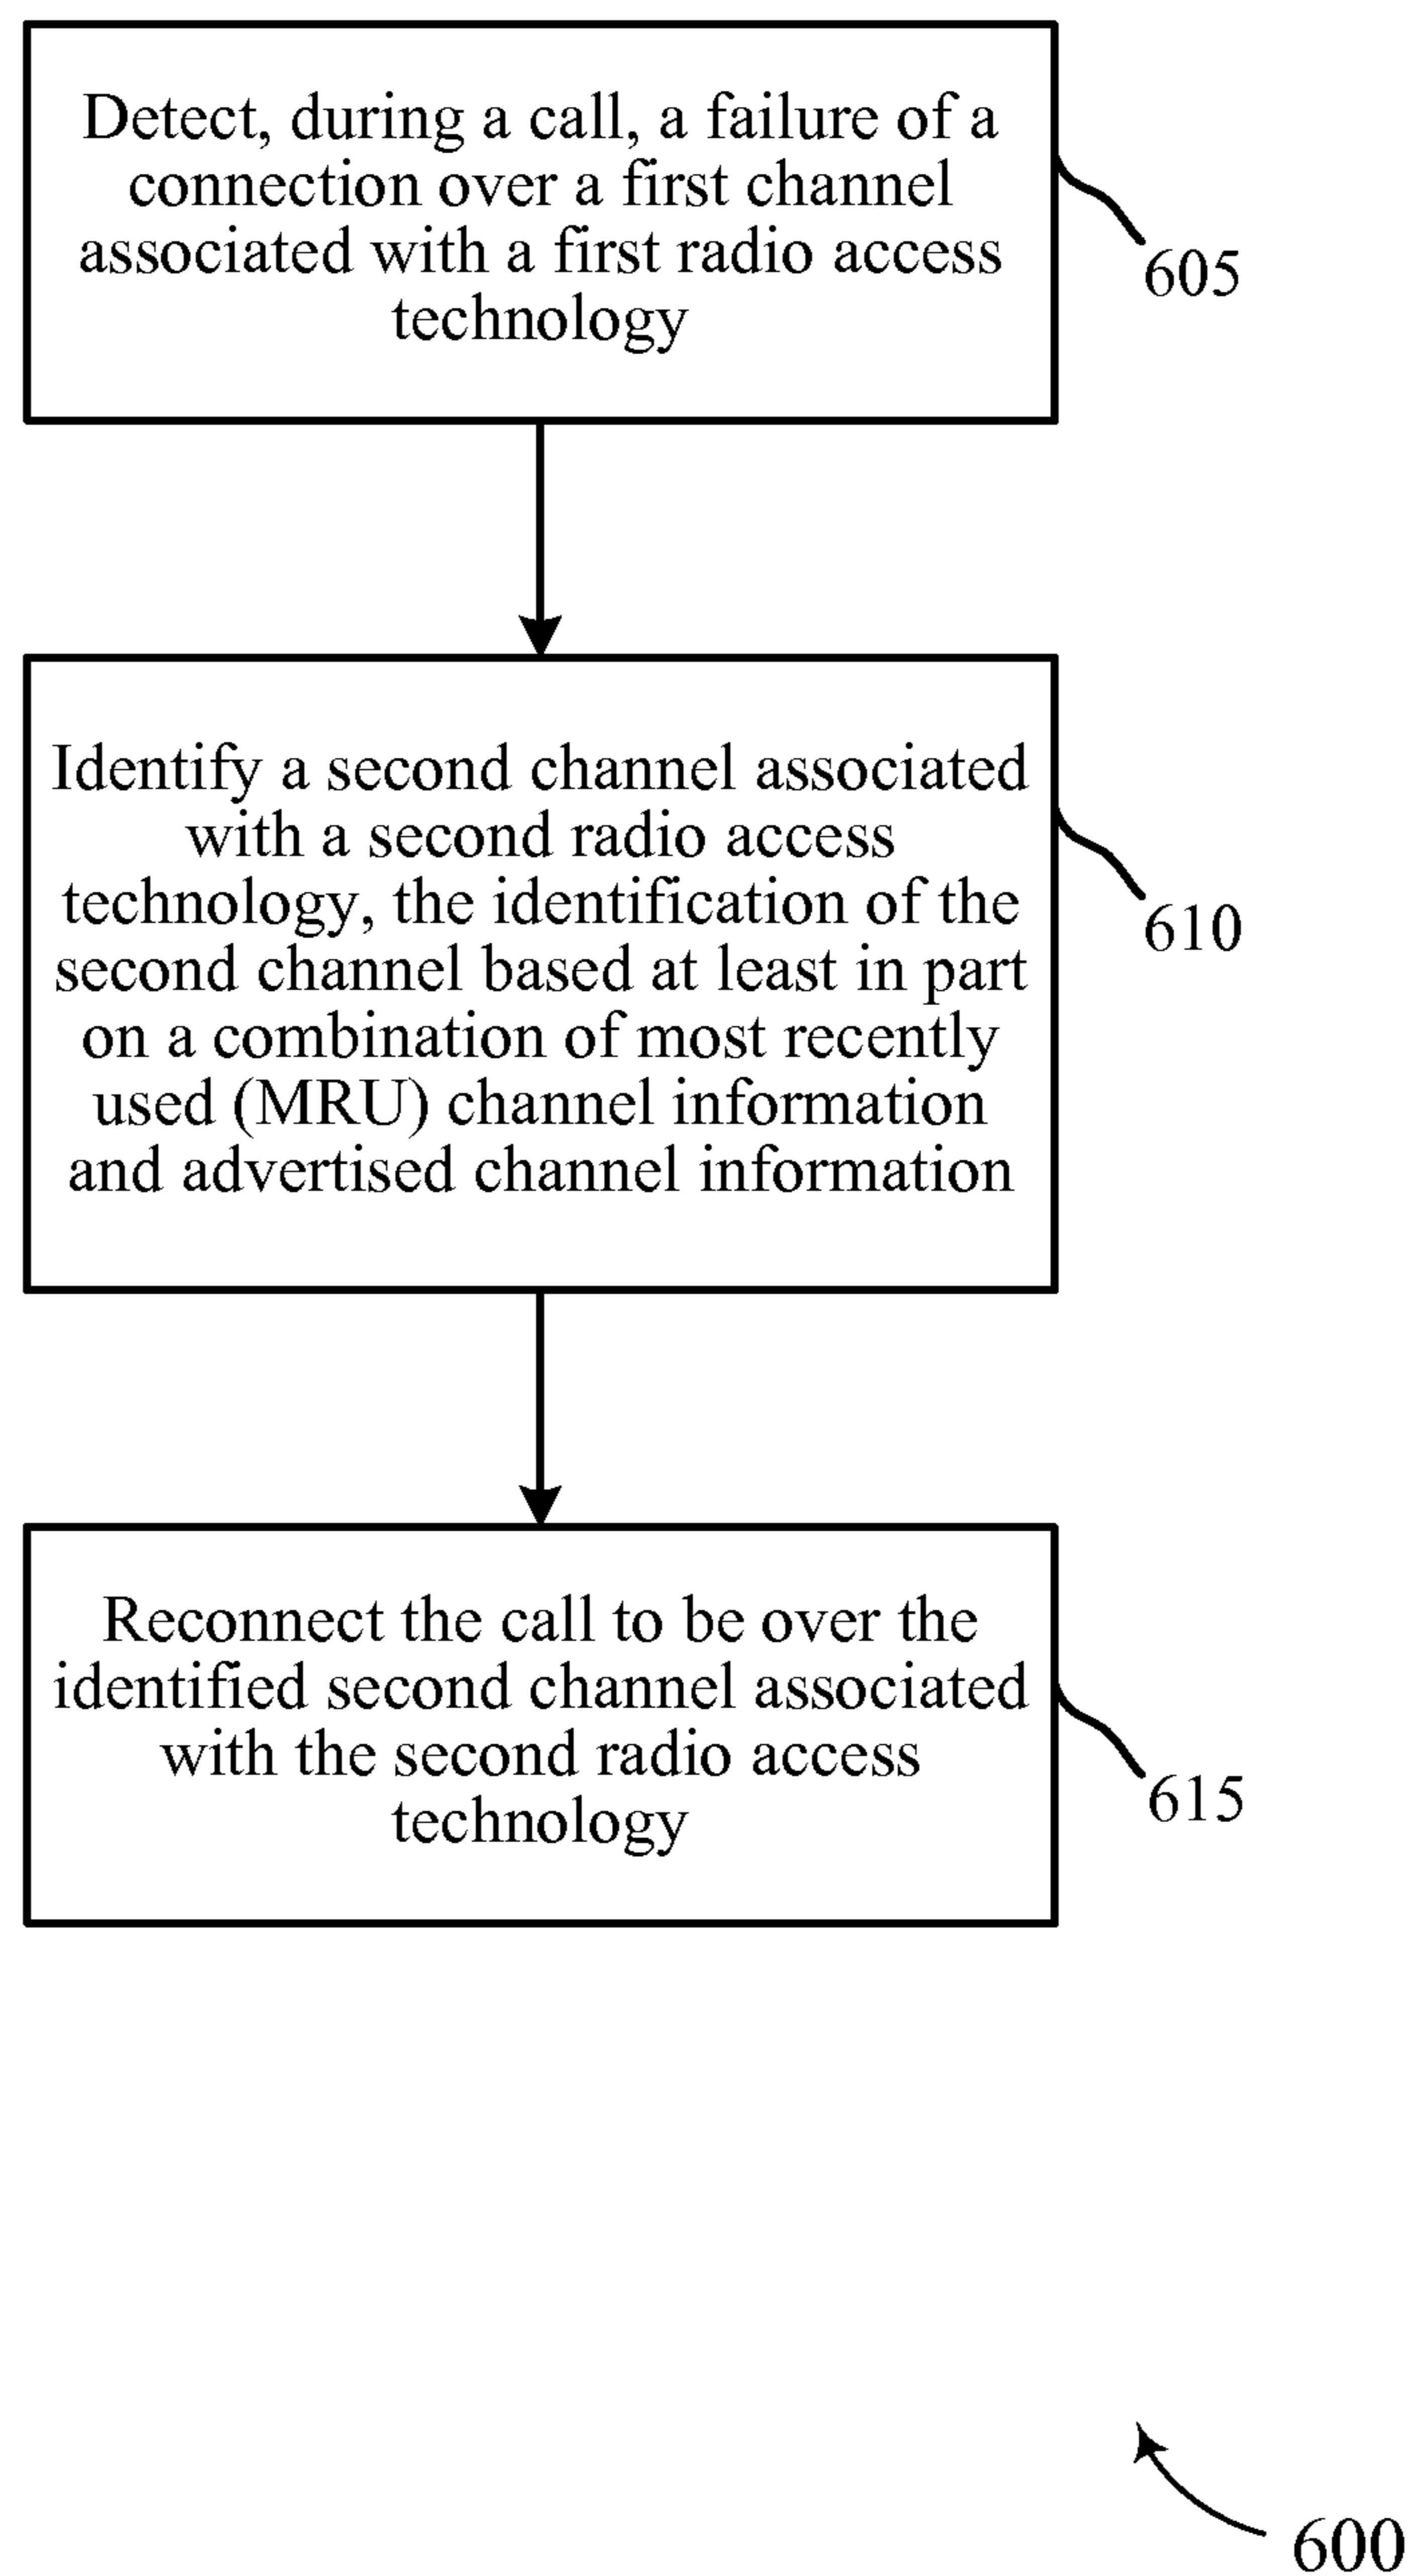 Detect, during a call, a failure of a
connection over a first channel
associated with a first radio access
technology
605
Identify a second channel associated
with a second radio access
technology, the identification of the
second channel based at least in part
on a combination of most recently
used (MRU) channel information
and advertised channel information
610
Reconnect the call to be over the
identified second channel associated
with the second radio access
technology
615
600